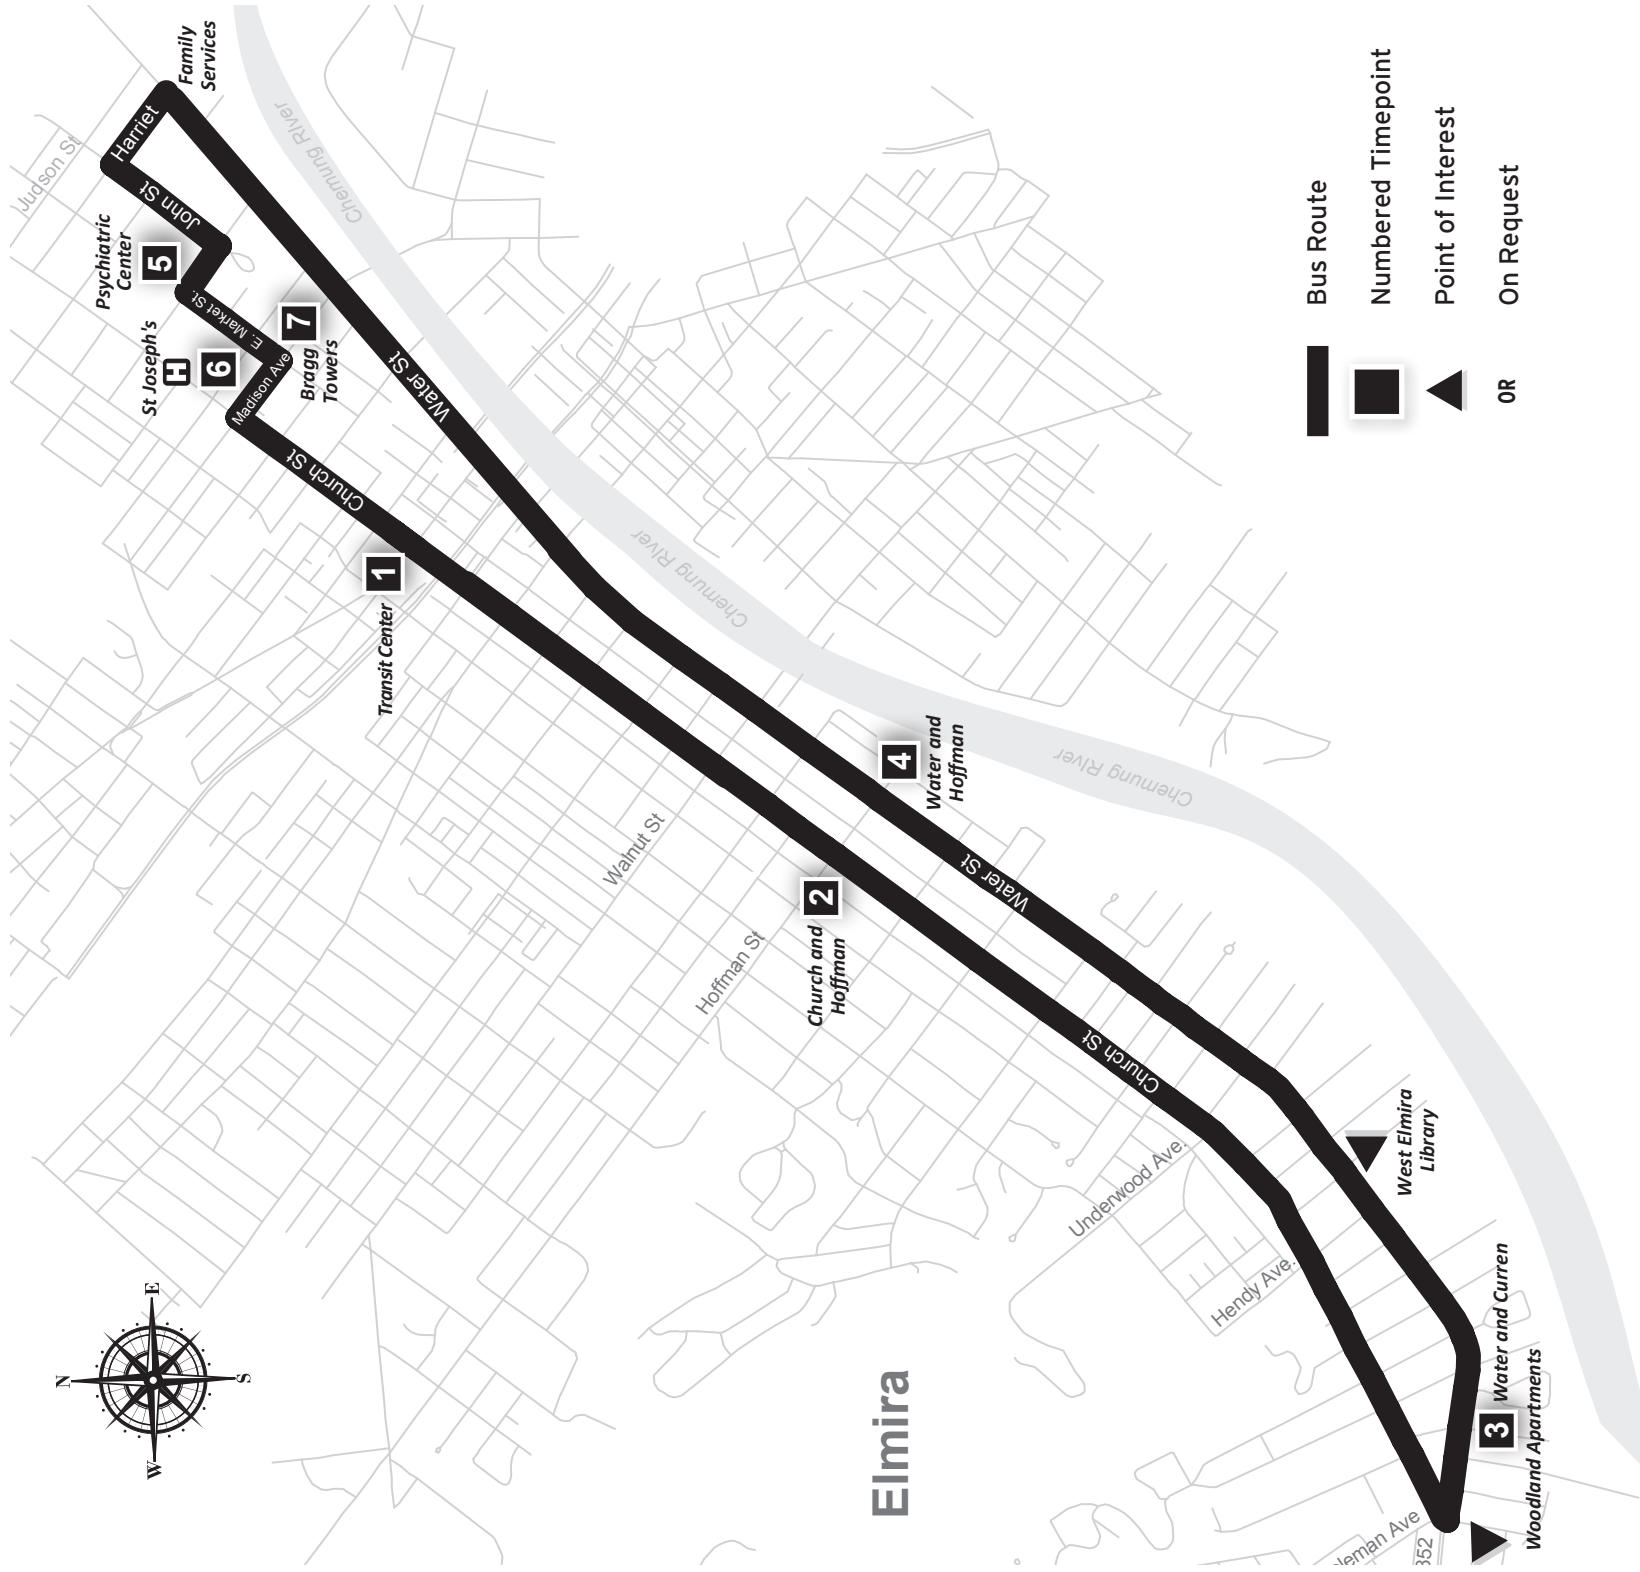 Judson St
Family
Services
Harriet
John St
Psychiatric
Center
5
E. Market St.
St Joseph's
H
6
Madison Ave
7
Bragg
Towers
Water St
Church St
1
Transit Center
Chemung River
Chemung River
Chemung River
Walnut St
Hoffman St
2
Church and
Hoffman
4
Water and
Hoffman
Water St
Church St
Underwood Ave.
Hendy Ave.
West Elmira
Library
3
Water and Curren
Woodland Apartments
leman Ave
352
Elmira
N
E
S
W
Bus Route
Numbered Timepoint
Point of Interest
OR On Request